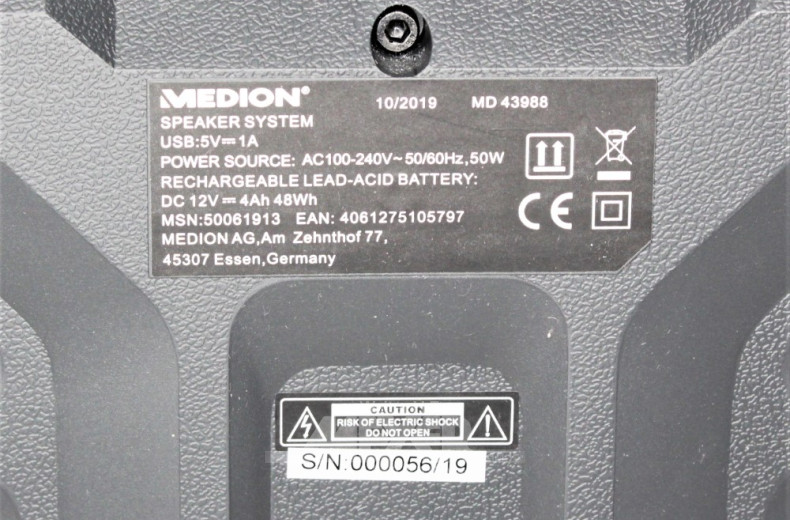 MEDION® 10/2019 MD 43988
SPEAKER SYSTEM
USB:5V⎓1A
POWER SOURCE: AC100-240V~50/60Hz,50W
RECHARGEABLE LEAD-ACID BATTERY:
DC 12V⎓4Ah 48Wh
MSN:50061913 EAN: 4061275105797
MEDION AG,Am Zehnthof 77,
45307 Essen,Germany
CE
CAUTION
RISK OF ELECTRIC SHOCK
DO NOT OPEN
S/N:000056/19